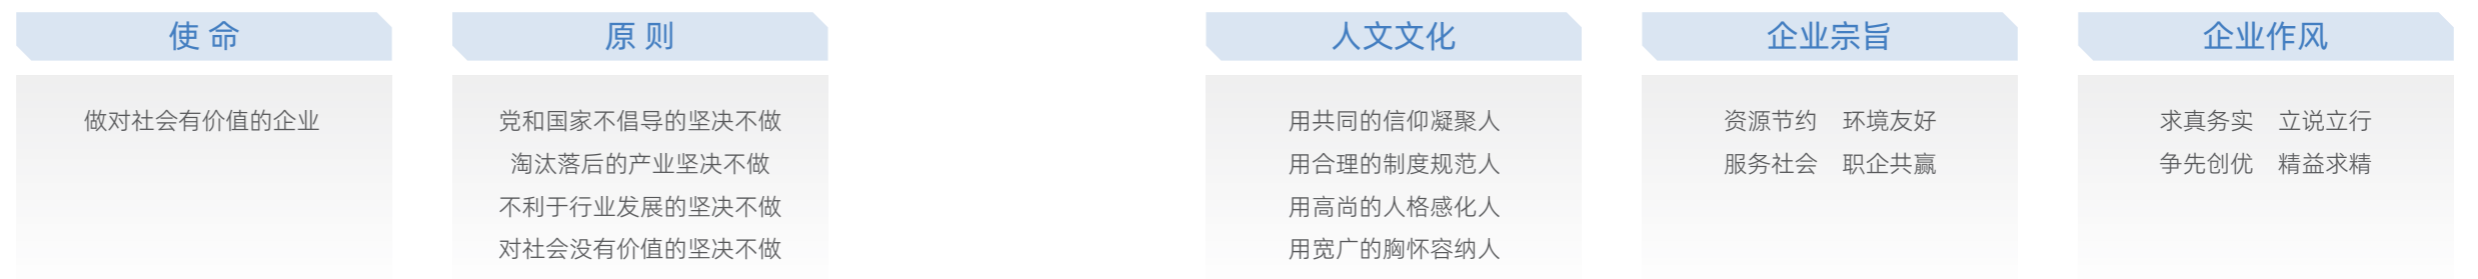 使 命
做对社会有价值的企业
原 则
党和国家不倡导的坚决不做
淘汰落后的产业坚决不做
不利于行业发展的坚决不做
对社会没有价值的坚决不做
人文文化
用共同的信仰凝聚人
用合理的制度规范人
用高尚的人格感化人
用宽广的胸怀容纳人
企业宗旨
资源节约 环境友好
服务社会 职企共赢
企业作风
求真务实 立说立行
争先创优 精益求精